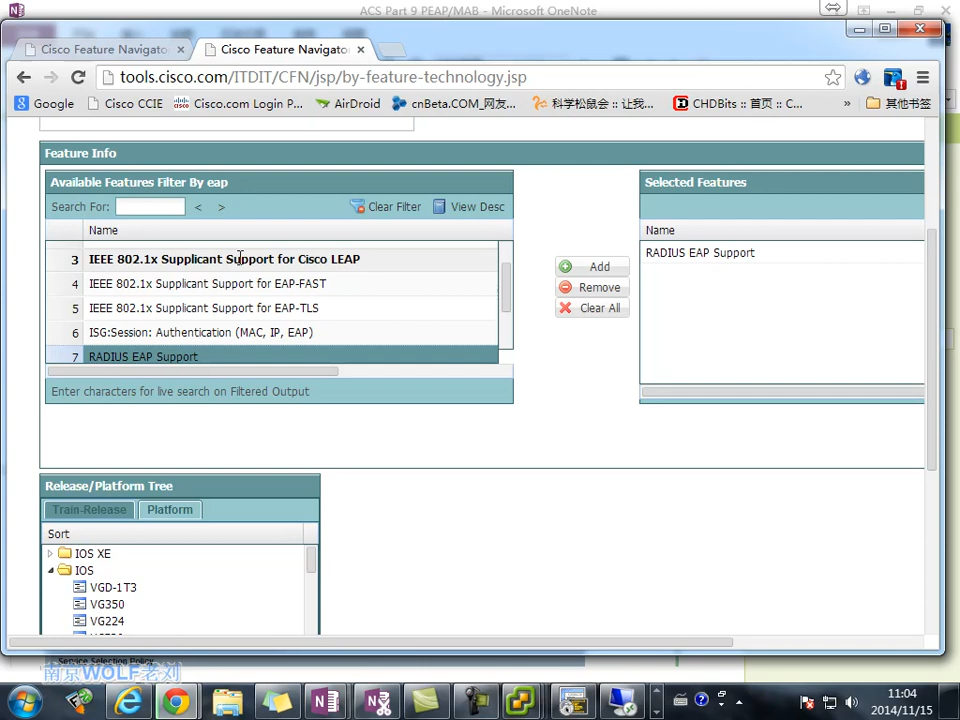 ACS Part 9 PEAP/MAB - Microsoft OneNote
Cisco Feature Navigato
Cisco Feature Navigato
tools.cisco.com/ITDIT/CFN/jsp/by-feature-technology.jsp
Google
Cisco CCIE
Cisco.com Login P...
AirDroid
cnBeta.COM_网友...
科学松鼠会 :: 让我...
CHDBits :: 首页 :: C...
»
其他书签
Feature Info
Available Features Filter By eap
Search For:
<
>
Clear Filter
View Desc
Name
3 IEEE 802.1x Supplicant Support for Cisco LEAP
4 IEEE 802.1x Supplicant Support for EAP-FAST
5 IEEE 802.1x Supplicant Support for EAP-TLS
6 ISG:Session: Authentication (MAC, IP, EAP)
7 RADIUS EAP Support
Enter characters for live search on Filtered Output
Add
Remove
Clear All
Selected Features
Name
RADIUS EAP Support
Release/Platform Tree
Train-Release
Platform
Sort
IOS XE
IOS
VGD-1T3
VG350
VG224
Service Selection Policy
南京WOLF老刘
11:04
2014/11/15